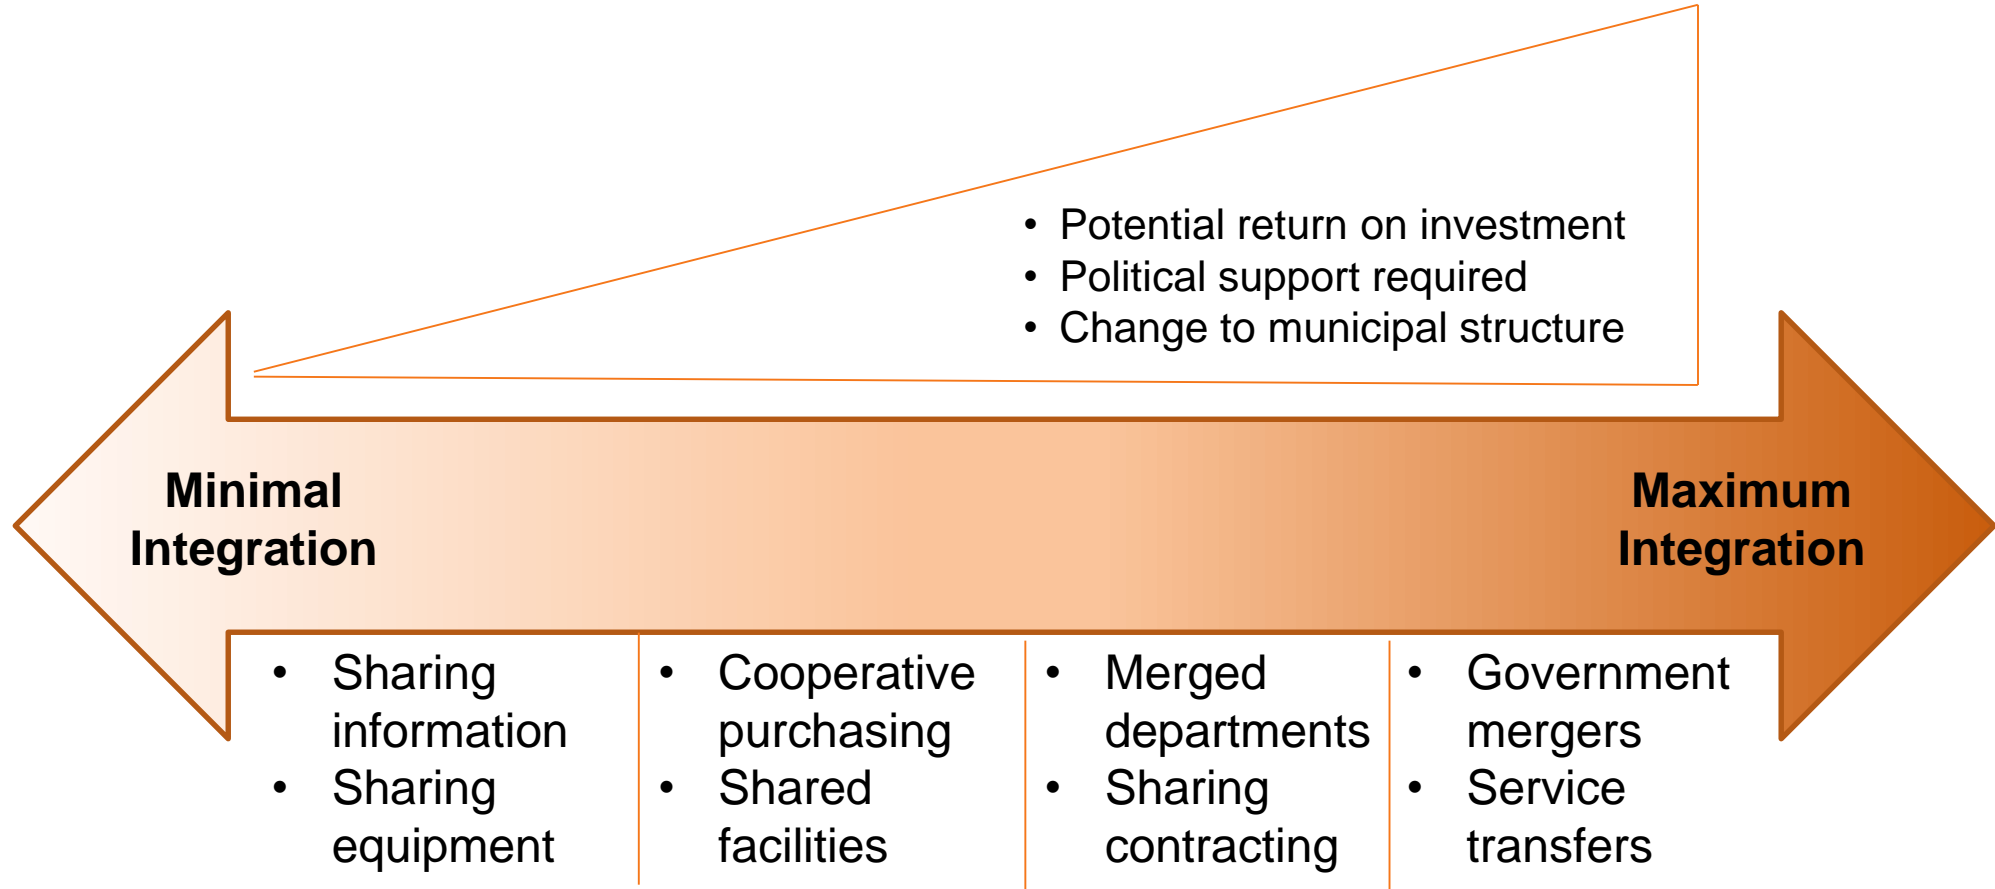 • Potential return on investment
• Political support required
• Change to municipal structure
Minimal
Integration
Maximum
Integration
• Sharing
information
• Sharing
equipment
• Cooperative
purchasing
• Shared
facilities
• Merged
departments
• Sharing
contracting
• Government
mergers
• Service
transfers